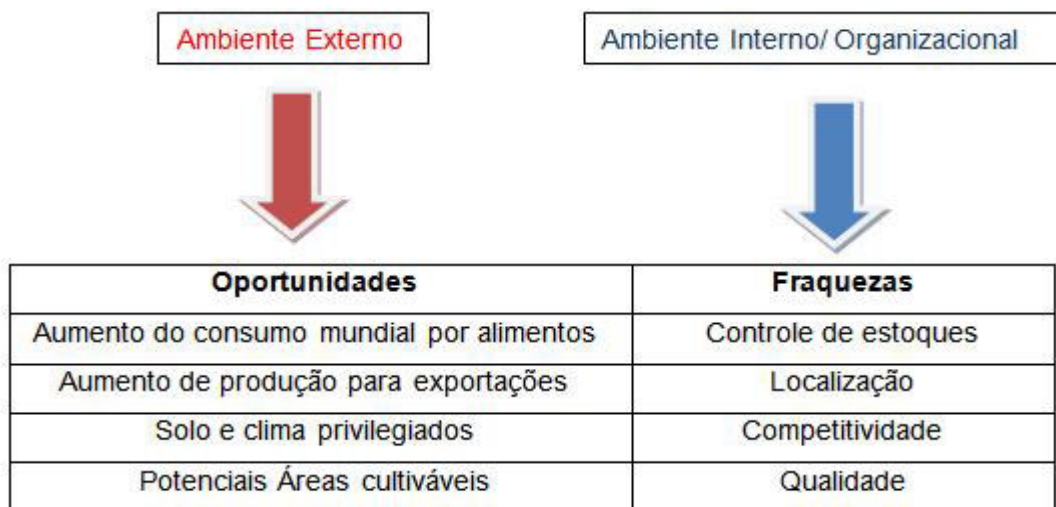 Ambiente Externo
Ambiente Interno/ Organizacional
Oportunidades
Fraquezas
Aumento do consumo mundial por alimentos
Controle de estoques
Aumento de produção para exportações
Localização
Solo e clima privilegiados
Competitividade
Potenciais Áreas cultiváveis
Qualidade